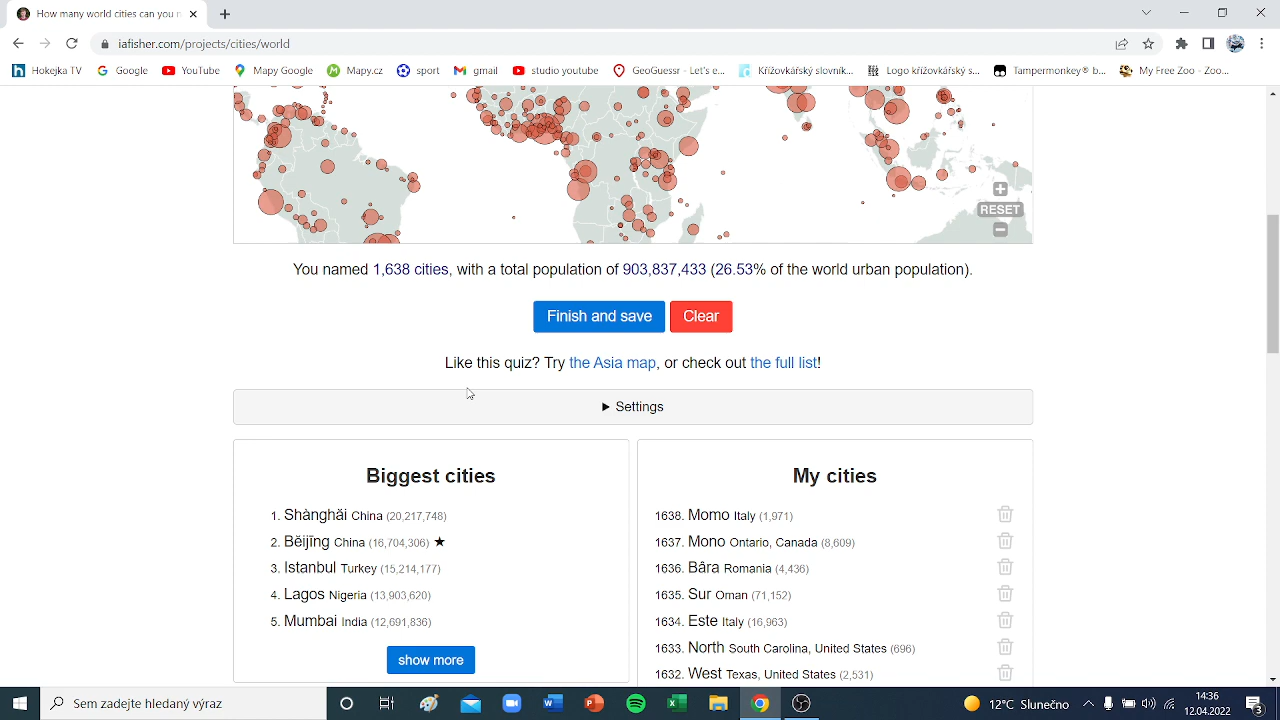 How many world cities can you n
iafisher.com/projects/cities/world
Hokejka TV Google YouTube Mapy Google Mapy.cz sport gmail studio youtube GeoGuessr - Let's e... Křížovkářský slovník... Logo křížovkářský s... Tampermonkey® b... My Free Zoo - Zoo...
RESET
You named 1,638 cities, with a total population of 903,837,433 (26.53% of the world urban population).
Finish and save Clear
Like this quiz? Try the Asia map, or check out the full list!
Settings
Biggest cities
1. Shànghǎi China (20,217,748)
2. Běijīng China (16,704,306) ★
3. Istanbul Turkey (15,214,177)
4. Lagos Nigeria (13,903,620)
5. Mumbai India (12,691,836)
show more
My cities
1638. Momo Italy (1,971)
1637. Mono Ontario, Canada (8,609)
1636. Băra Romania (4,436)
1635. Sur Oman (71,152)
1634. Este Italy (16,963)
1633. North South Carolina, United States (696)
1632. West Texas, United States (2,531)
Sem zadejte hledaný výraz
12°C Slunečno
14:36
12.04.2022
3